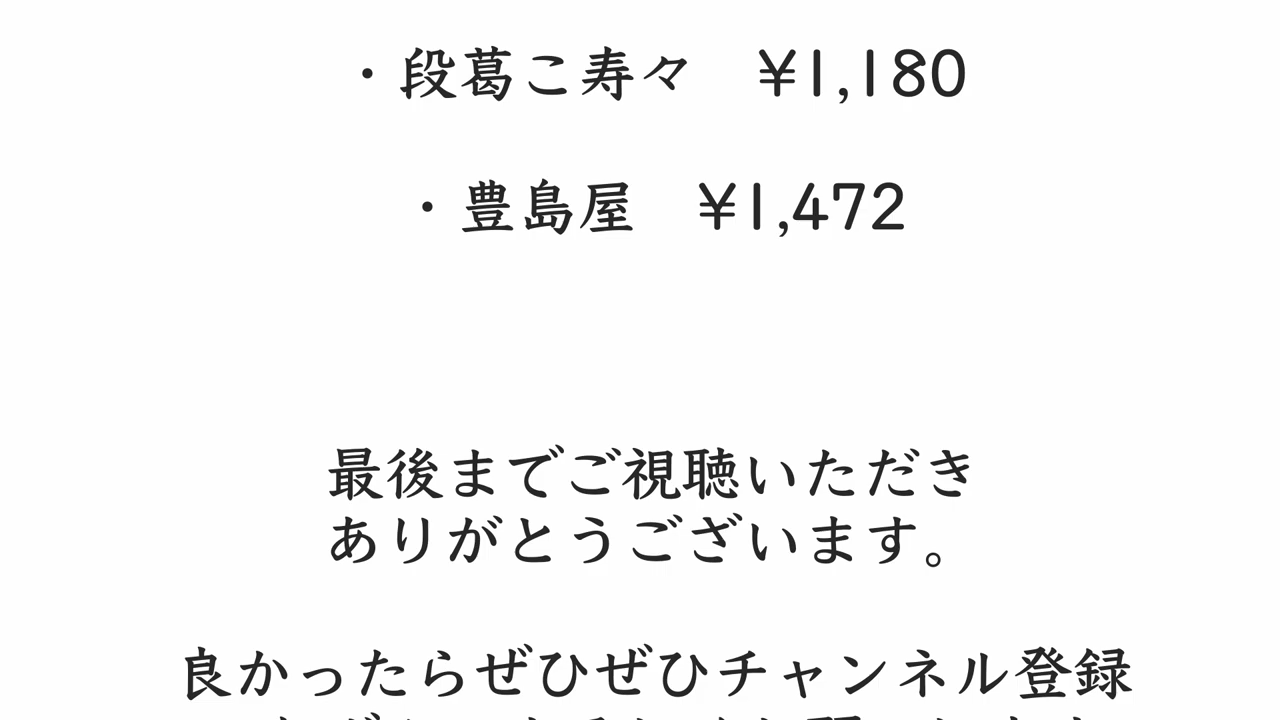 ・段葛こ寿々　¥1,180
・豊島屋　¥1,472
最後までご視聴いただき
ありがとうございます。
良かったらぜひぜひチャンネル登録